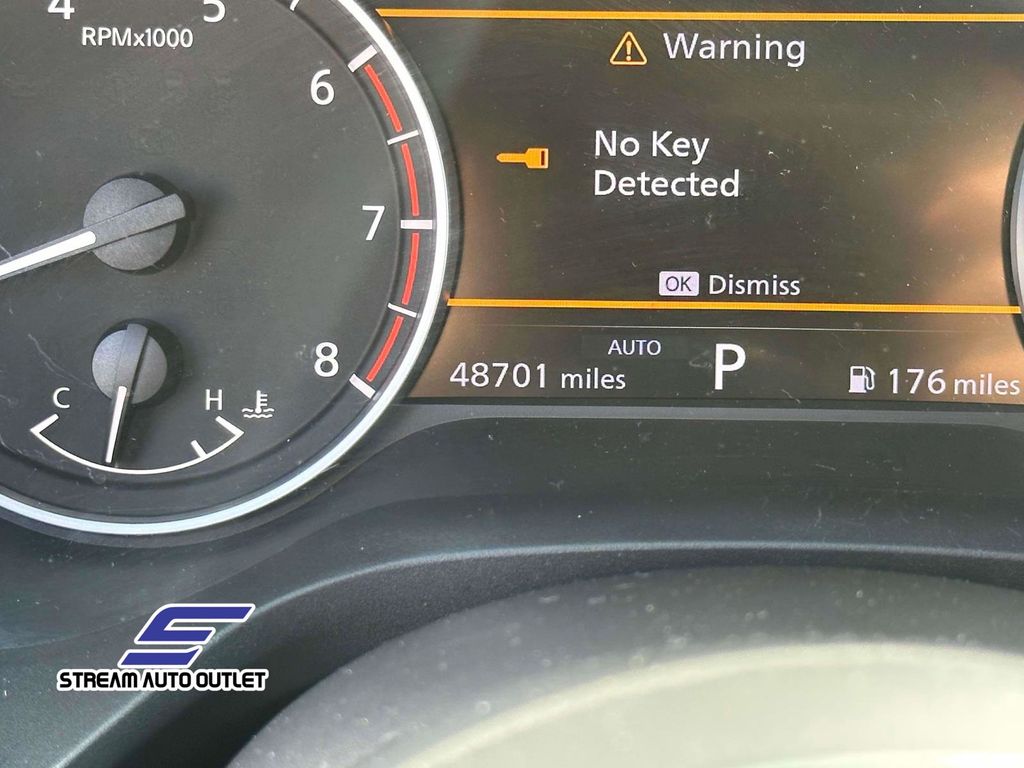 4 5 7
RPMx1000
6
7
8
C H
Warning
No Key
Detected
OK Dismiss
AUTO
P
48701 miles
176 miles
STREAM AUTO OUTLET